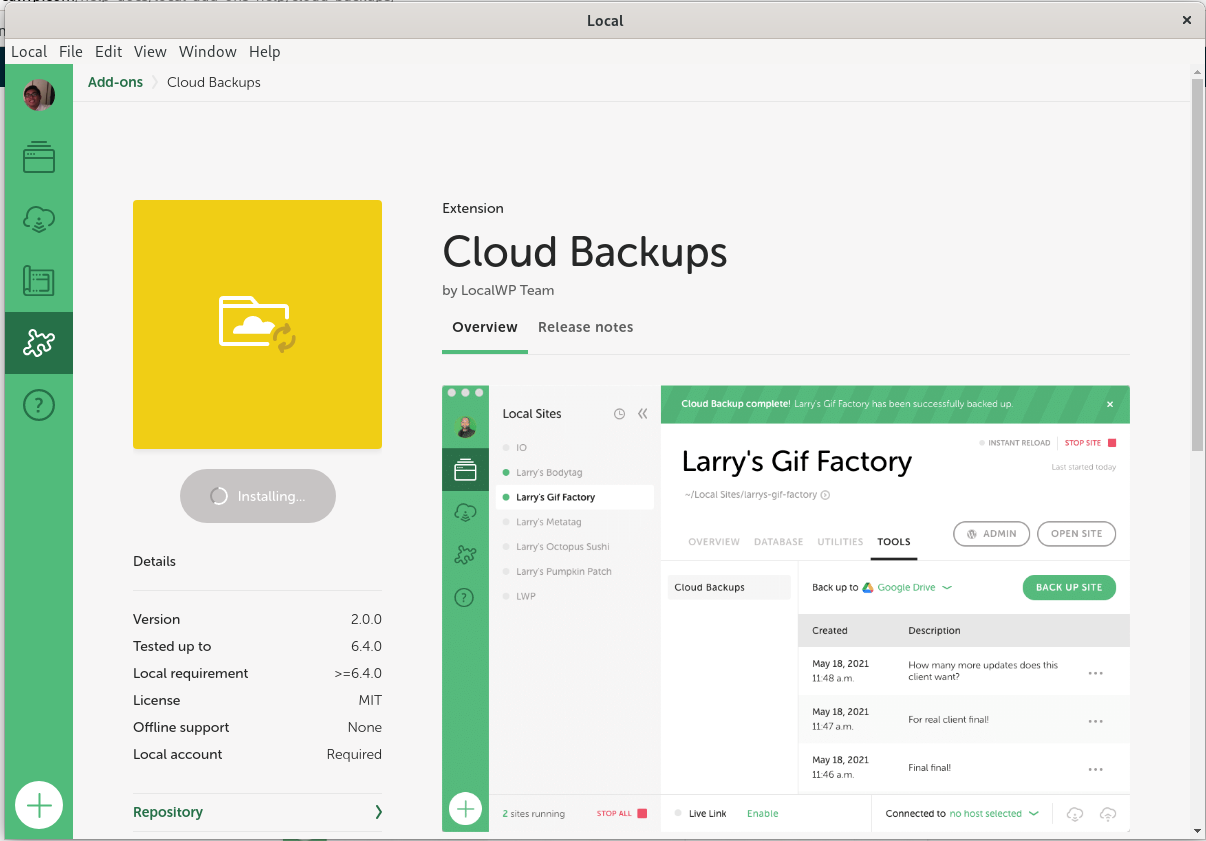 Local
Local File Edit View Window Help
Add-ons Cloud Backups
Extension
Cloud Backups
by LocalWP Team
Overview Release notes
Installing...
Details
Version 2.0.0
Tested up to 6.4.0
Local requirement >=6.4.0
License MIT
Offline support None
Local account Required
Repository
Local Sites
IO
Larry's Bodytag
Larry's Gif Factory
Larry's Metatag
Larry's Octopus Sushi
Larry's Pumpkin Patch
LWP
2 sites running STOP ALL
Cloud Backup complete! Larry's Gif Factory has been successfully backed up.
INSTANT RELOAD STOP SITE
Larry's Gif Factory
Last started today
~/Local Sites/larrys-gif-factory
OVERVIEW DATABASE UTILITIES TOOLS
ADMIN OPEN SITE
Cloud Backups
Back up to Google Drive BACK UP SITE
Created Description
May 18, 2021
11:48 a.m.
How many more updates does this
client want?
May 18, 2021
11:47 a.m.
For real client final!
May 18, 2021
11:46 a.m.
Final final!
Live Link Enable
Connected to no host selected